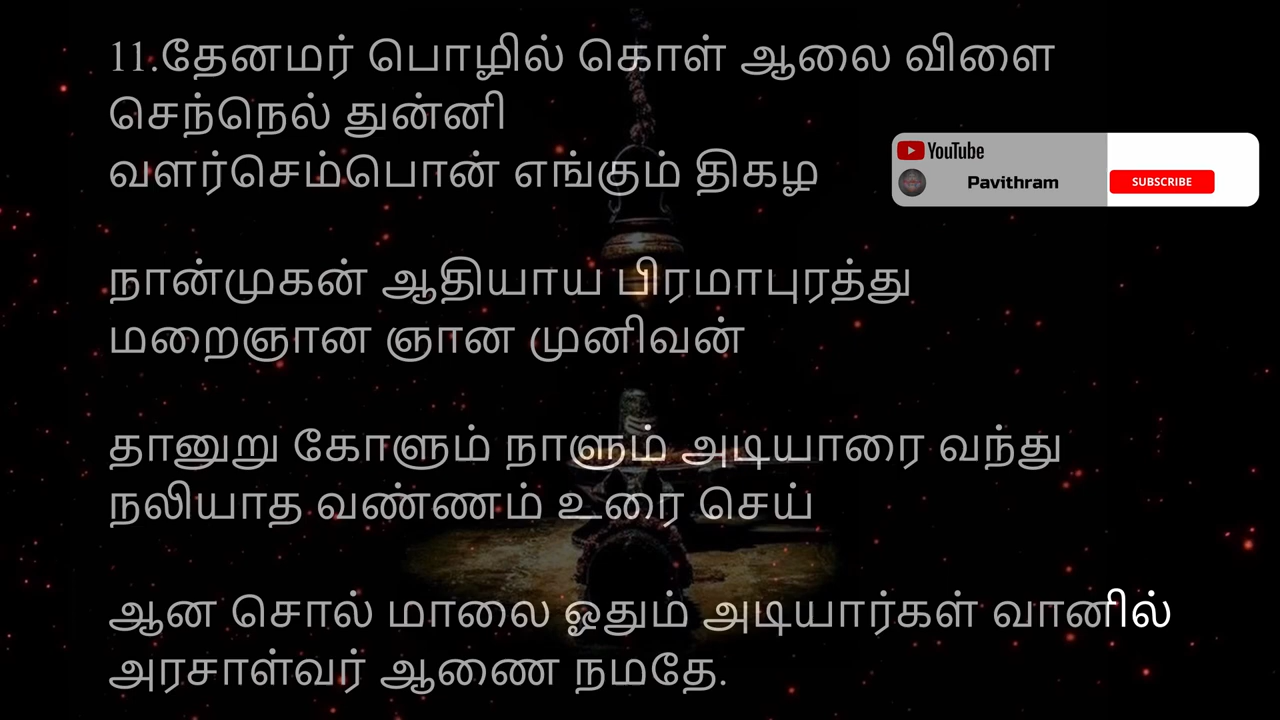 11.தேனமர் பொழில் கொள் ஆலை விளை
செந்நெல் துன்னி
வளர்செம்பொன் எங்கும் திகழ
YouTube
Pavithram
SUBSCRIBE
நான்முகன் ஆதியாய பிரமாபுரத்து
மறைஞான ஞான முனிவன்
தானுறு கோளும் நாளும் அடியாரை வந்து
நலியாத வண்ணம் உரை செய்
ஆன சொல் மாலை ஓதும் அடியார்கள் வானில்
அரசாள்வர் ஆணை நமதே.